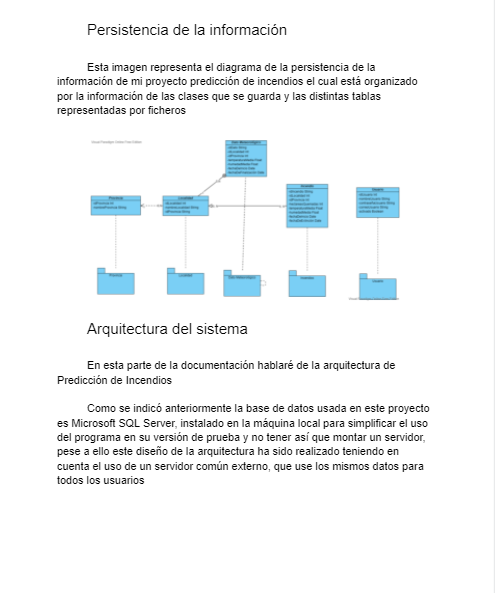 Persistencia de la información
Esta imagen representa el diagrama de la persistencia de la
información de mi proyecto predicción de incendios el cual está organizado
por la información de las clases que se guarda y las distintas tablas
representadas por ficheros
Provincia
Localidad
Usuario
Provincia
Localidad
Usuario
Arquitectura del sistema
En esta parte de la documentación hablaré de la arquitectura de
Predicción de Incendios
Como se indicó anteriormente la base de datos usada en este proyecto
es Microsoft SQL Server, instalado en la máquina local para simplificar el uso
del programa en su versión de prueba y no tener así que montar un servidor,
pese a ello este diseño de la arquitectura ha sido realizado teniendo en
cuenta el uso de un servidor común externo, que use los mismos datos para
todos los usuarios